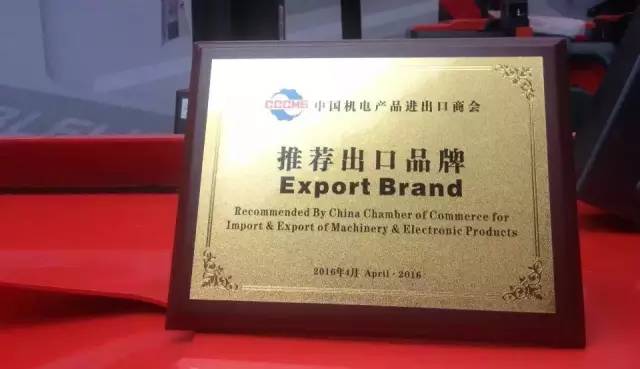 CCCME 中国机电产品进出口商会
推荐出口品牌
Export Brand
Recommended By China Chamber of Commerce for
Import & Export of Machinery & Electronic Products
2016年4月 April · 2016